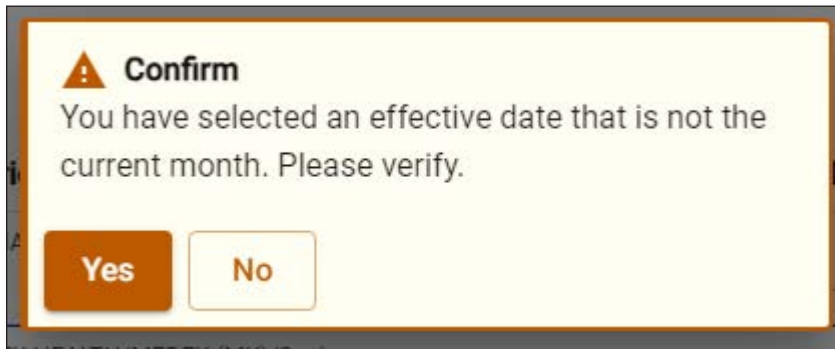 Confirm
You have selected an effective date that is not the
current month. Please verify.
Yes
No